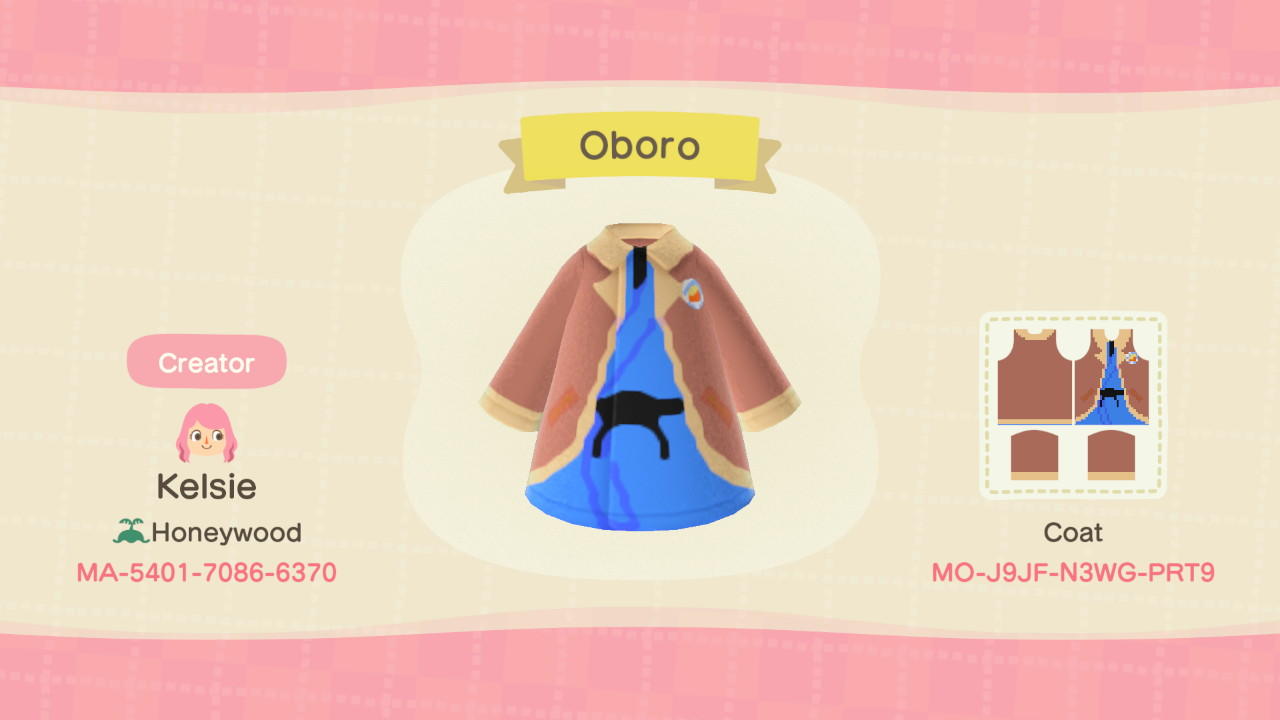 Oboro
Creator
Kelsie
Honeywood
MA-5401-7086-6370
Coat
MO-J9JF-N3WG-PRT9